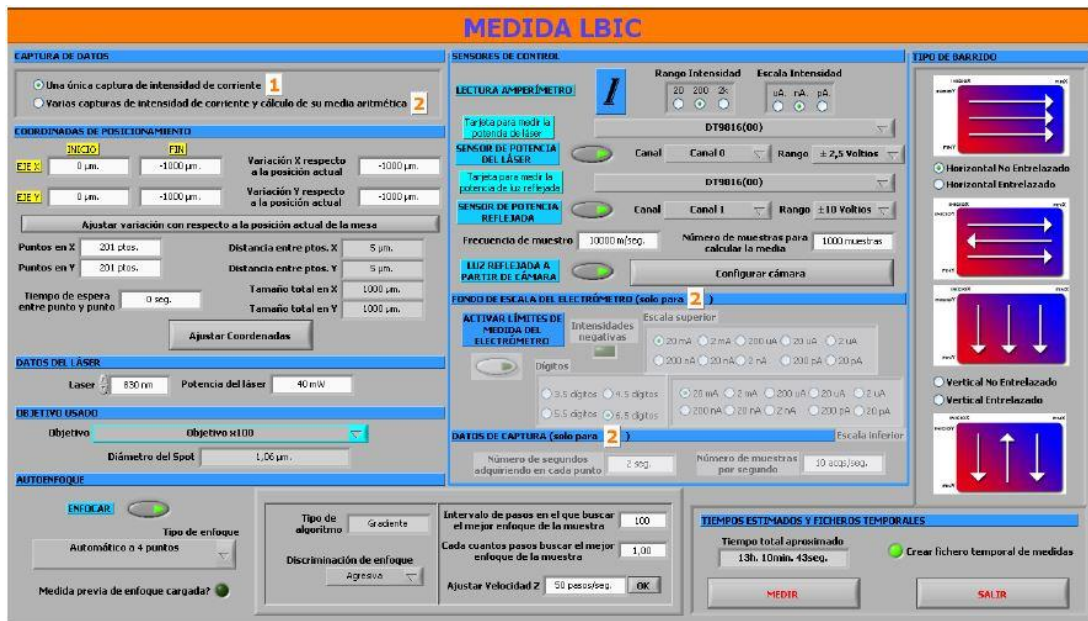 MEDIDA LBIC
CAPTURA DE DATOS
Una única captura de intensidad de corriente 1
Varias capturas de intensidad de corriente y cálculo de su media aritmética 2
COORDINADAS DE POSICIONAMIENTO
INICIO FIN
EJE X 0 µm. -1000 µm. Variación X respecto a la posición actual -1000 µm.
EJE Y 0 µm. -1000 µm. Variación Y respecto a la posición actual -1000 µm.
Ajustar variación con respecto a la posición actual de la mesa
Puntos en X 201 ptos. Distancia entre ptos. X 5 µm.
Puntos en Y 201 ptos. Distancia entre ptos. Y 5 µm.
Tiempo de espera entre punto y punto 0 seg.
Tamaño total en X 1000 µm.
Tamaño total en Y 1000 µm.
Ajustar Coordenadas
DATOS DEL LÁSER
Laser 830 nm Potencia del láser 40 mW
OBJETIVO USADO
Objetivo Objetivo x100
Diámetro del Spot 1,06 µm.
AUTOENFOQUE
ENFOCAR
Tipo de enfoque
Automático a 4 puntos
Medida previa de enfoque cargada?
Tipo de algoritmo Gradiente
Discriminación de enfoque
Agresiva
Intervalo de pasos en el que buscar el mejor enfoque de la muestra 100
Cada cuantos pasos buscar el mejor enfoque de la muestra 1,00
Ajustar Velocidad Z 50 pasos/seg. OK
SENSORES DE CONTROL
LECTURA AMPERÍMETRO I
Rango Intensidad Escala Intensidad
20 200 2k uA. nA. pA.
Tarjeta para medir la potencia de láser DT9816(00)
SENSOR DE POTENCIA DEL LÁSER Canal Canal 0 Rango ± 2,5 Voltios
Tarjeta para medir la potencia de luz reflejada DT9816(00)
SENSOR DE POTENCIA REFLEJADA Canal Canal 1 Rango ±10 Voltios
Frecuencia de muestro 10000 m/seg. Número de muestras para calcular la media 1000 muestras
LUZ REFLEJADA A PARTIR DE CÁMARA Configurar cámara
FONDO DE ESCALA DEL ELECTRÓMETRO (solo para 2 )
ACTIVAR LÍMITES DE MEDIDA DEL ELECTRÓMETRO
Intensidades negativas
Escala superior
20 mA 2 mA 200 uA 20 uA 2 uA
200 nA 20 nA 2 nA 200 pA 20 pA
Dígitos
3.5 dígitos 4.5 dígitos
5.5 dígitos 6.5 dígitos
20 mA 2 mA 200 uA 20 uA 2 uA
200 nA 20 nA 2 nA 200 pA 20 pA
Escala inferior
DATOS DE CAPTURA (solo para 2 )
Número de segundos adquiriendo en cada punto 2 seg.
Número de muestras por segundo 10 acqs/seg.
TIPO DE BARRIDO
INICIOX finX
INICIOY
FINY
Horizontal No Entrelazado
Horizontal Entrelazado
INICIOX finX
INICIOY
FINY
INICIOX finX
INICIOY
FINY
Vertical No Entrelazado
Vertical Entrelazado
INICIOX finX
INICIOY
FINY
TIEMPOS ESTIMADOS Y FICHEROS TEMPORALES
Tiempo total aproximado
13h. 10min. 43seg.
Crear fichero temporal de medidas
MEDIR
SALIR